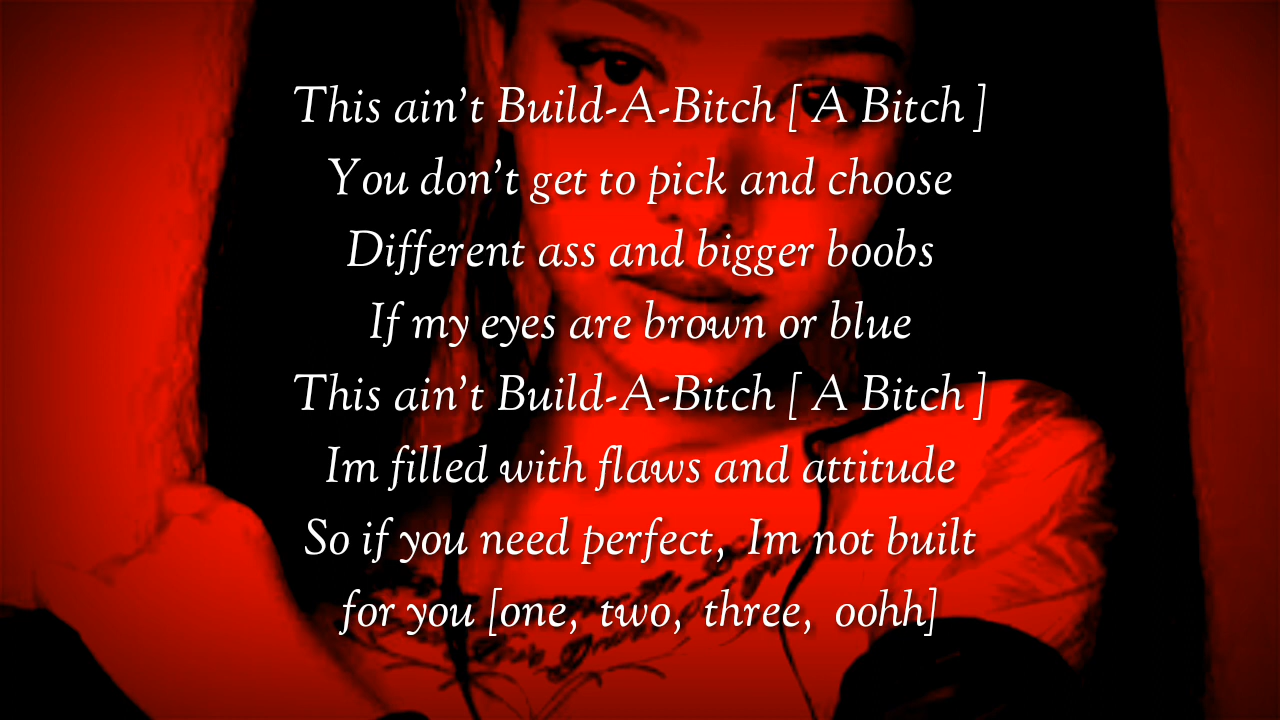 This ain't Build-A-Bitch [ A Bitch ]
You don't get to pick and choose
Different ass and bigger boobs
If my eyes are brown or blue
This ain't Build-A-Bitch [ A Bitch ]
Im filled with flaws and attitude
So if you need perfect, Im not built
for you [one, two, three, oohh]